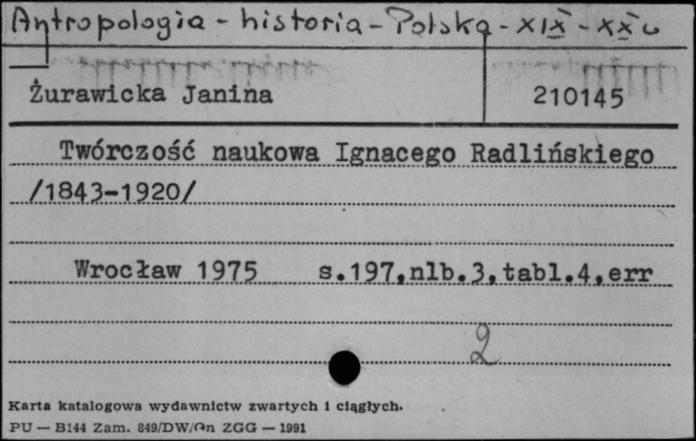 Antropologia - historia - Polska - XIX - XX w
Żurawicka Janina 210145
Twórczość naukowa Ignacego Radlińskiego
/1843-1920/
Wrocław 1975 s.197,nlb.3,tabl.4,err
2
Karta katalogowa wydawnictw zwartych i ciągłych.
PU — B144 Zam. 849/DW/ ZGG — 1991